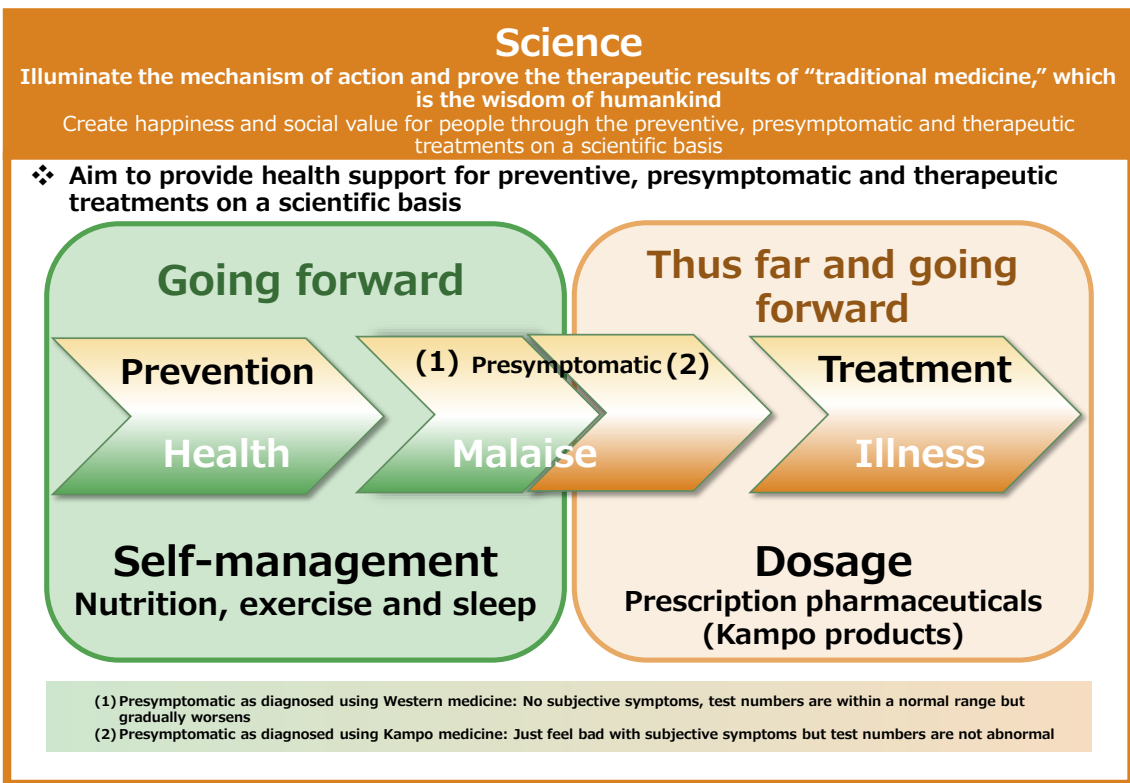 Science
Illuminate the mechanism of action and prove the therapeutic results of “traditional medicine,” which
is the wisdom of humankind
Create happiness and social value for people through the preventive, presymptomatic and therapeutic
treatments on a scientific basis
❖ Aim to provide health support for preventive, presymptomatic and therapeutic
treatments on a scientific basis
Going forward
Thus far and going
forward
Prevention
(1) Presymptomatic (2)
Treatment
Health
Malaise
Illness
Self-management
Nutrition, exercise and sleep
Dosage
Prescription pharmaceuticals
(Kampo products)
(1) Presymptomatic as diagnosed using Western medicine: No subjective symptoms, test numbers are within a normal range but
gradually worsens
(2) Presymptomatic as diagnosed using Kampo medicine: Just feel bad with subjective symptoms but test numbers are not abnormal